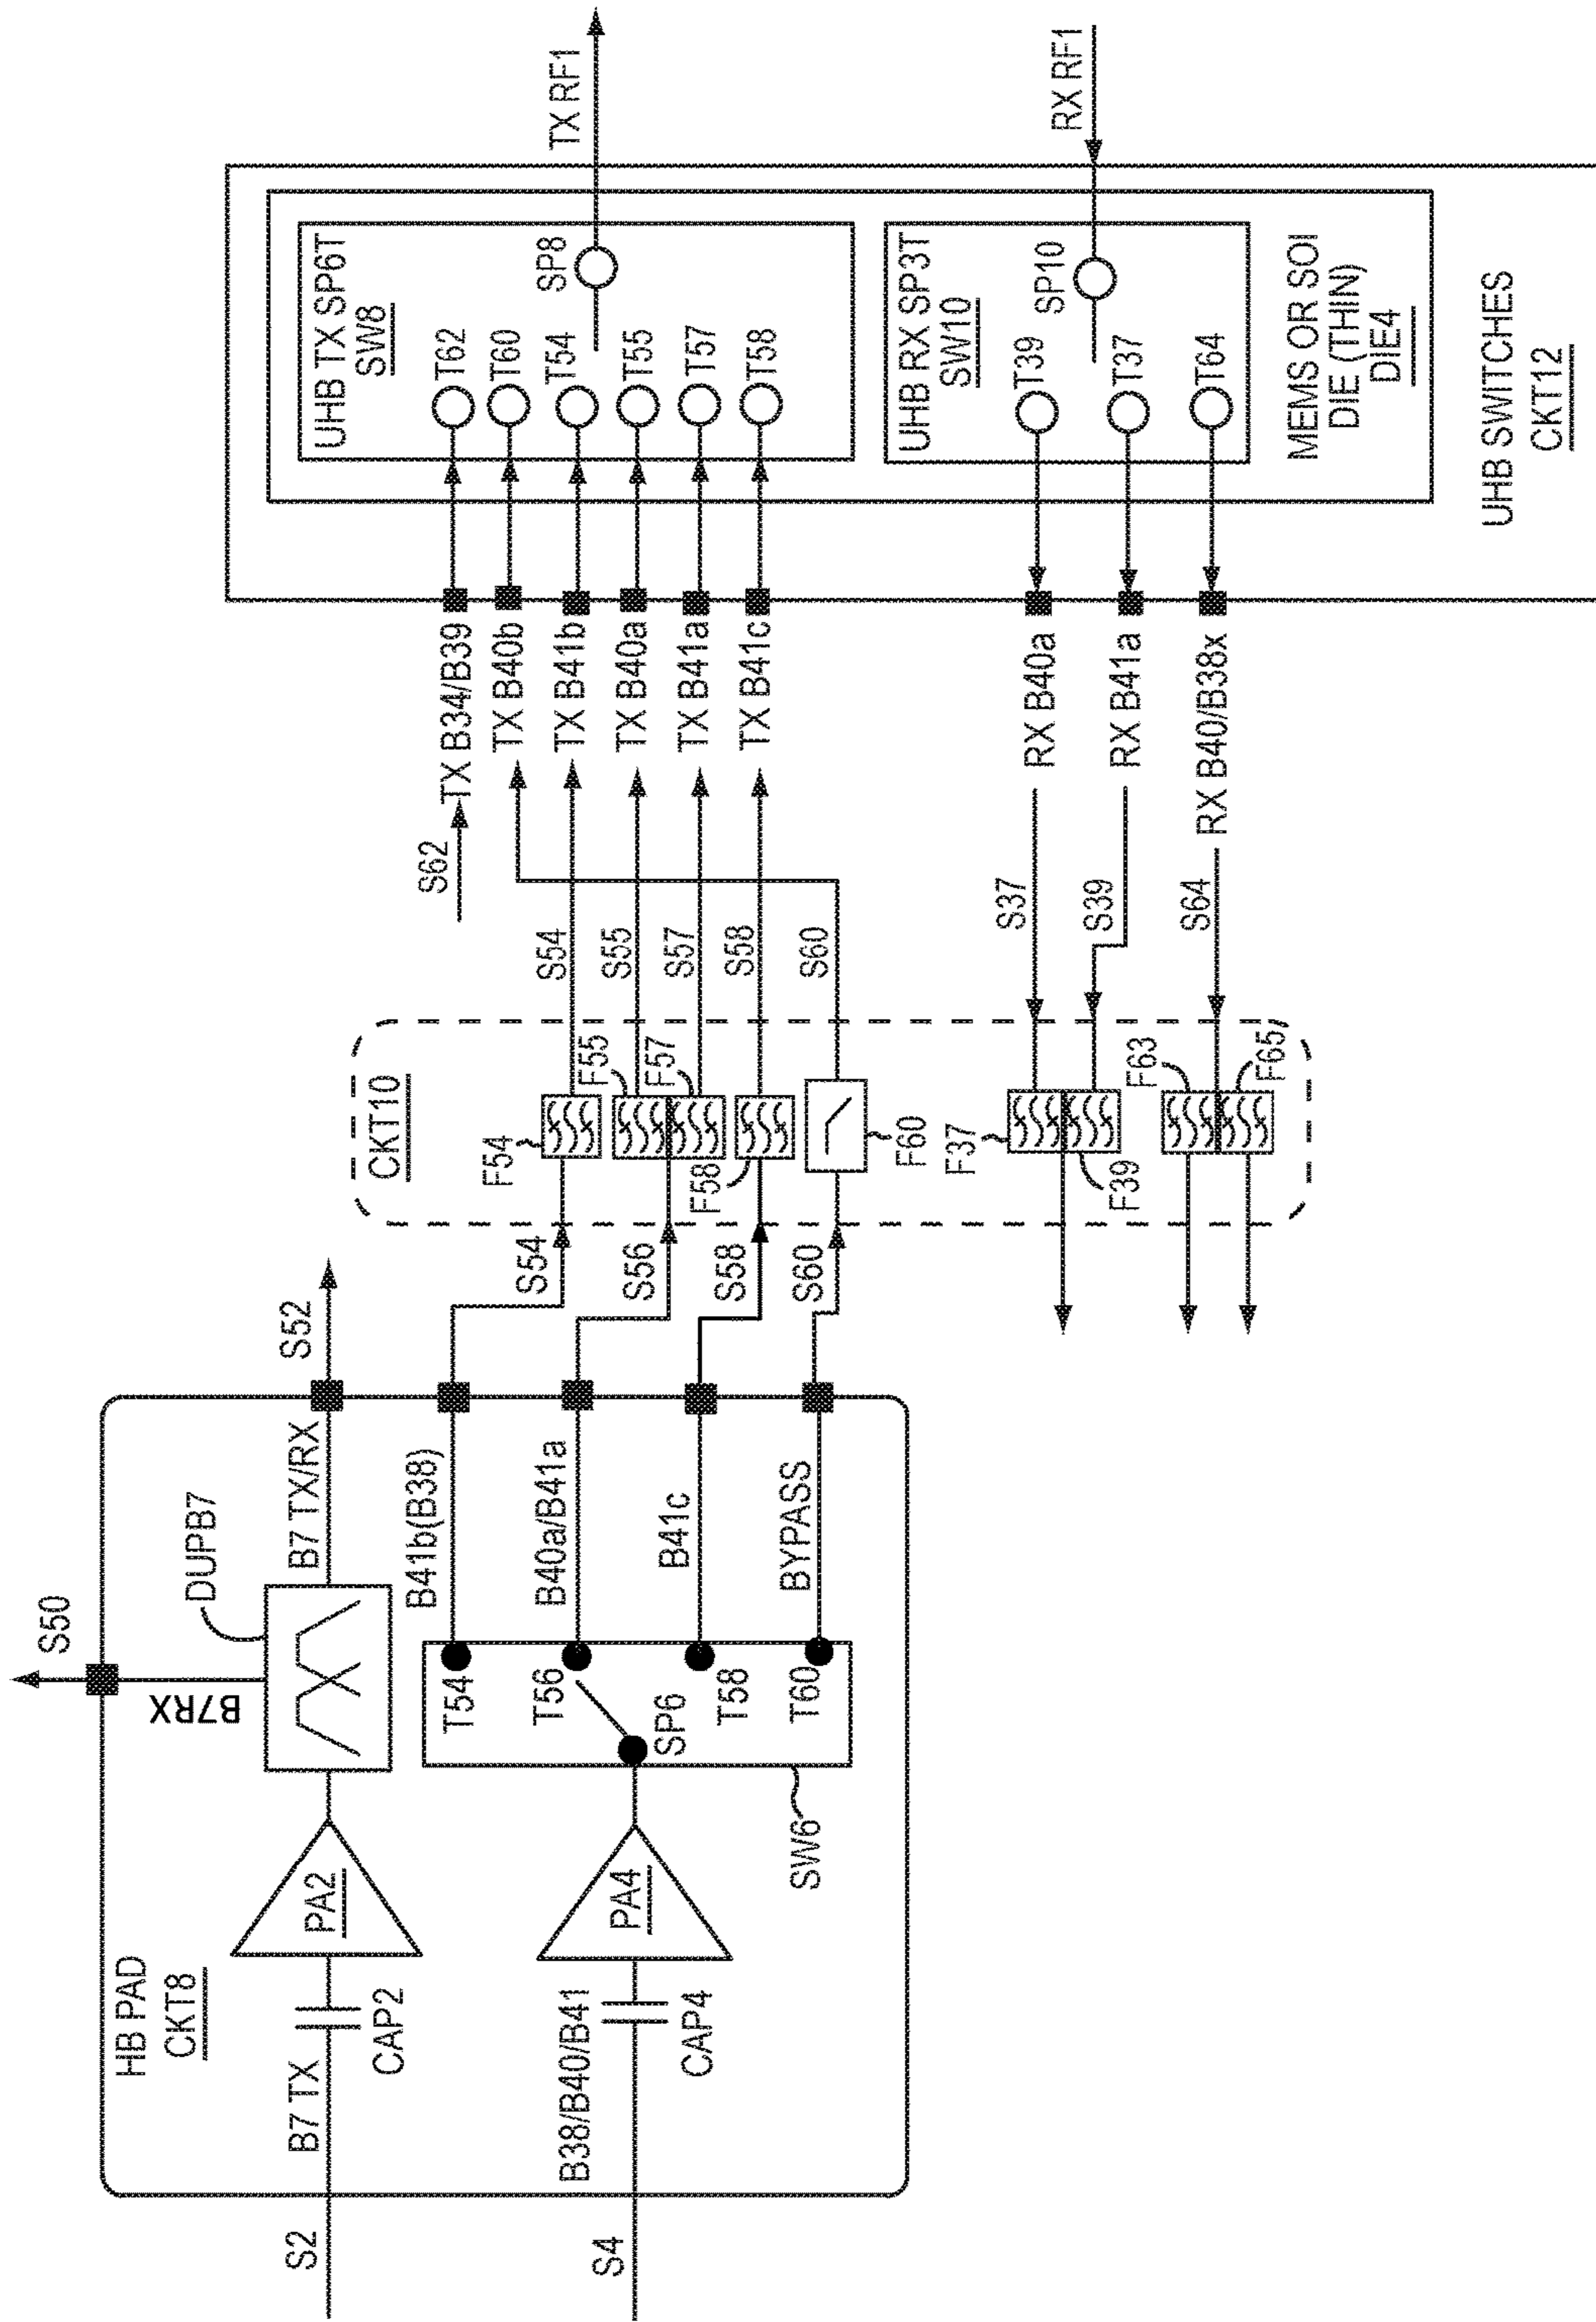 HB PAD
CKT8
S2
B7 TX
CAP2
PA2
DUPB7
B7RX
S50
B7 TX/RX
S52
S4
B38/B40/B41
CAP4
PA4
SW6
SP6
T54
T56
T58
T60
B41b(B38)
B40a/B41a
B41c
BYPASS
S54
S56
S58
S60
CKT10
F54
F55
F57
F58
F60
F37
F39
F63
F65
S54
S55
S57
S58
S60
S37
S39
S64
S62
TX B34/B39
TX B40b
TX B41b
TX B40a
TX B41a
TX B41c
RX B40a
RX B41a
RX B40/B38x
UHB TX SP6T
SW8
T62
T60
T54
T55
T57
T58
SP8
TX RF1
UHB RX SP3T
SW10
T39
T37
T64
SP10
RX RF1
MEMS OR SOI
DIE (THIN)
DIE4
UHB SWITCHES
CKT12